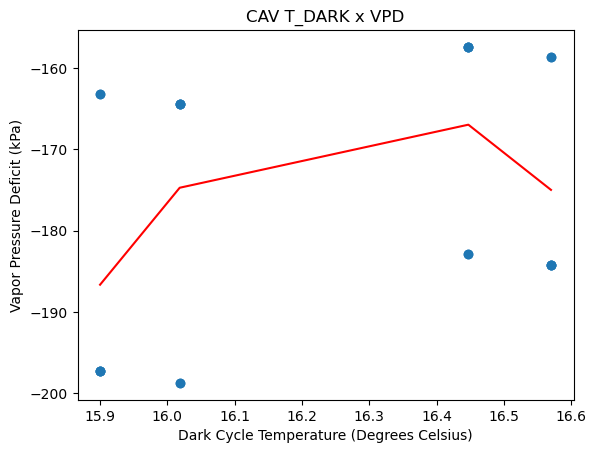 CAV T_DARK x VPD
Vapor Pressure Deficit (kPa)
−160
−170
−180
−190
−200
15.9 16.0 16.1 16.2 16.3 16.4 16.5 16.6
Dark Cycle Temperature (Degrees Celsius)